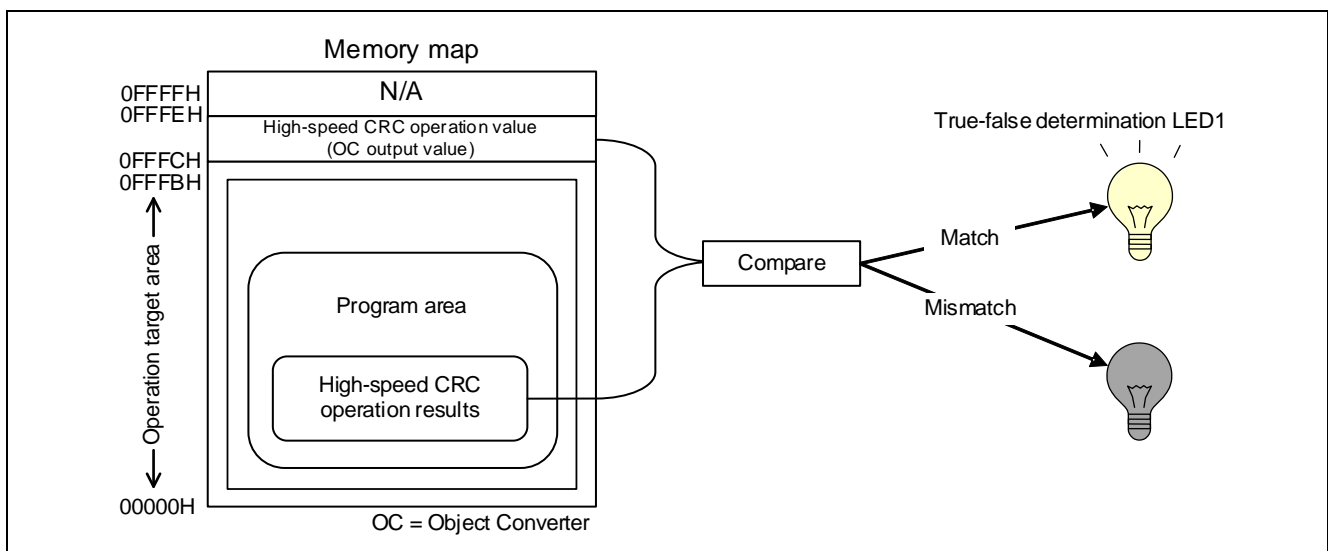 Memory map
0FFFFH
N/A
0FFFEH
High-speed CRC operation value
(OC output value)
0FFFCH
0FFFBH
Operation target area
Program area
High-speed CRC
operation results
00000H
OC = Object Converter
Compare
True-false determination LED1
Match
Mismatch